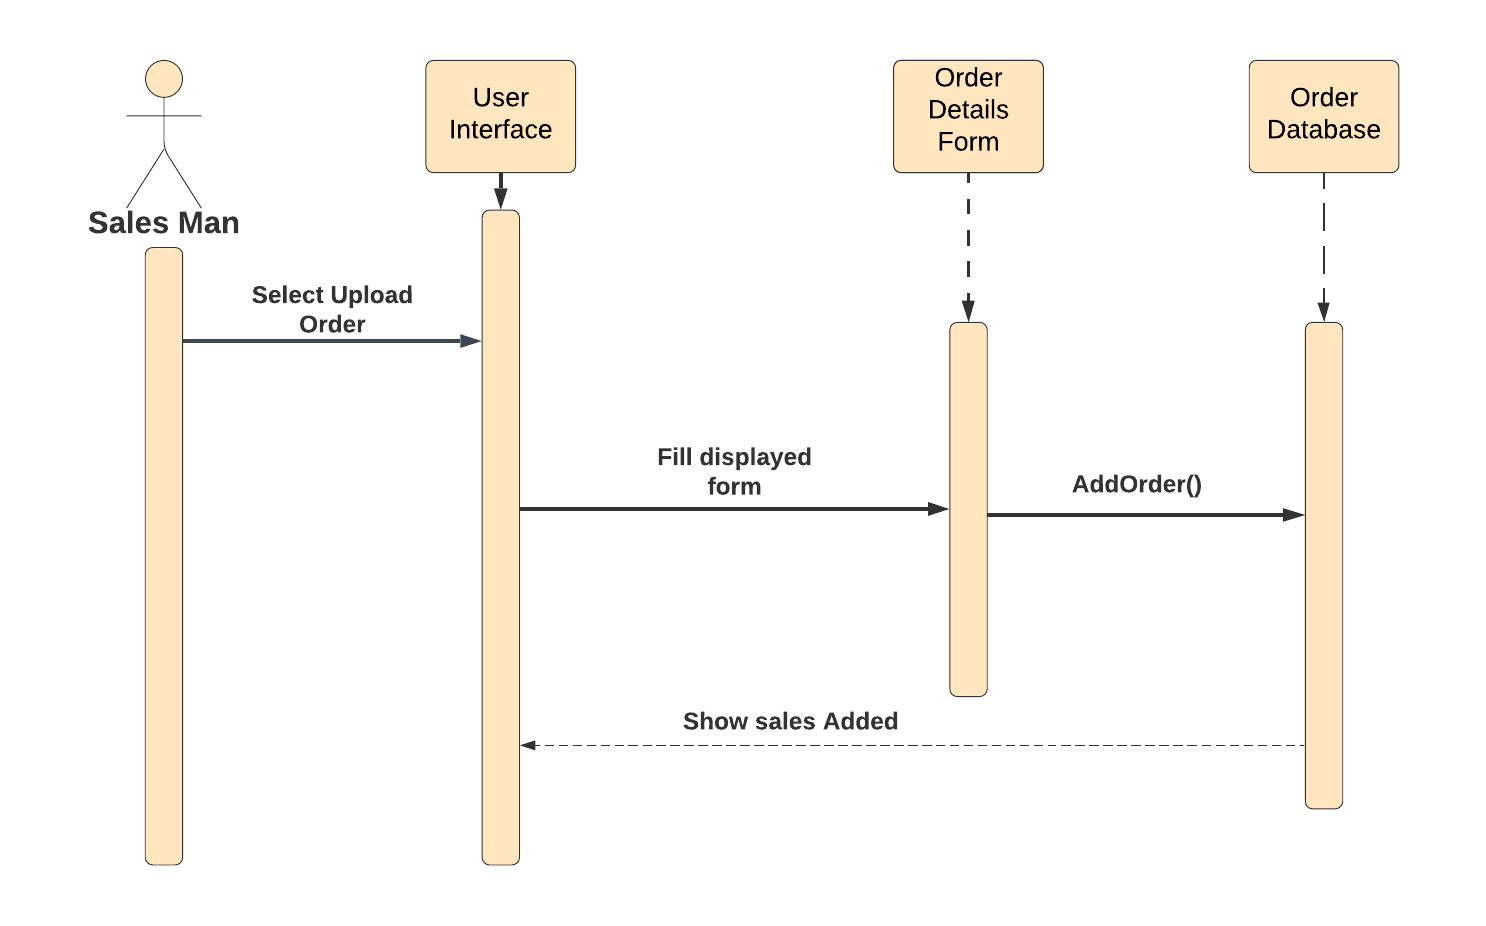 User
Interface
Order
Details
Form
Order
Database
Sales Man
Select Upload
Order
Fill displayed
form
AddOrder()
Show sales Added